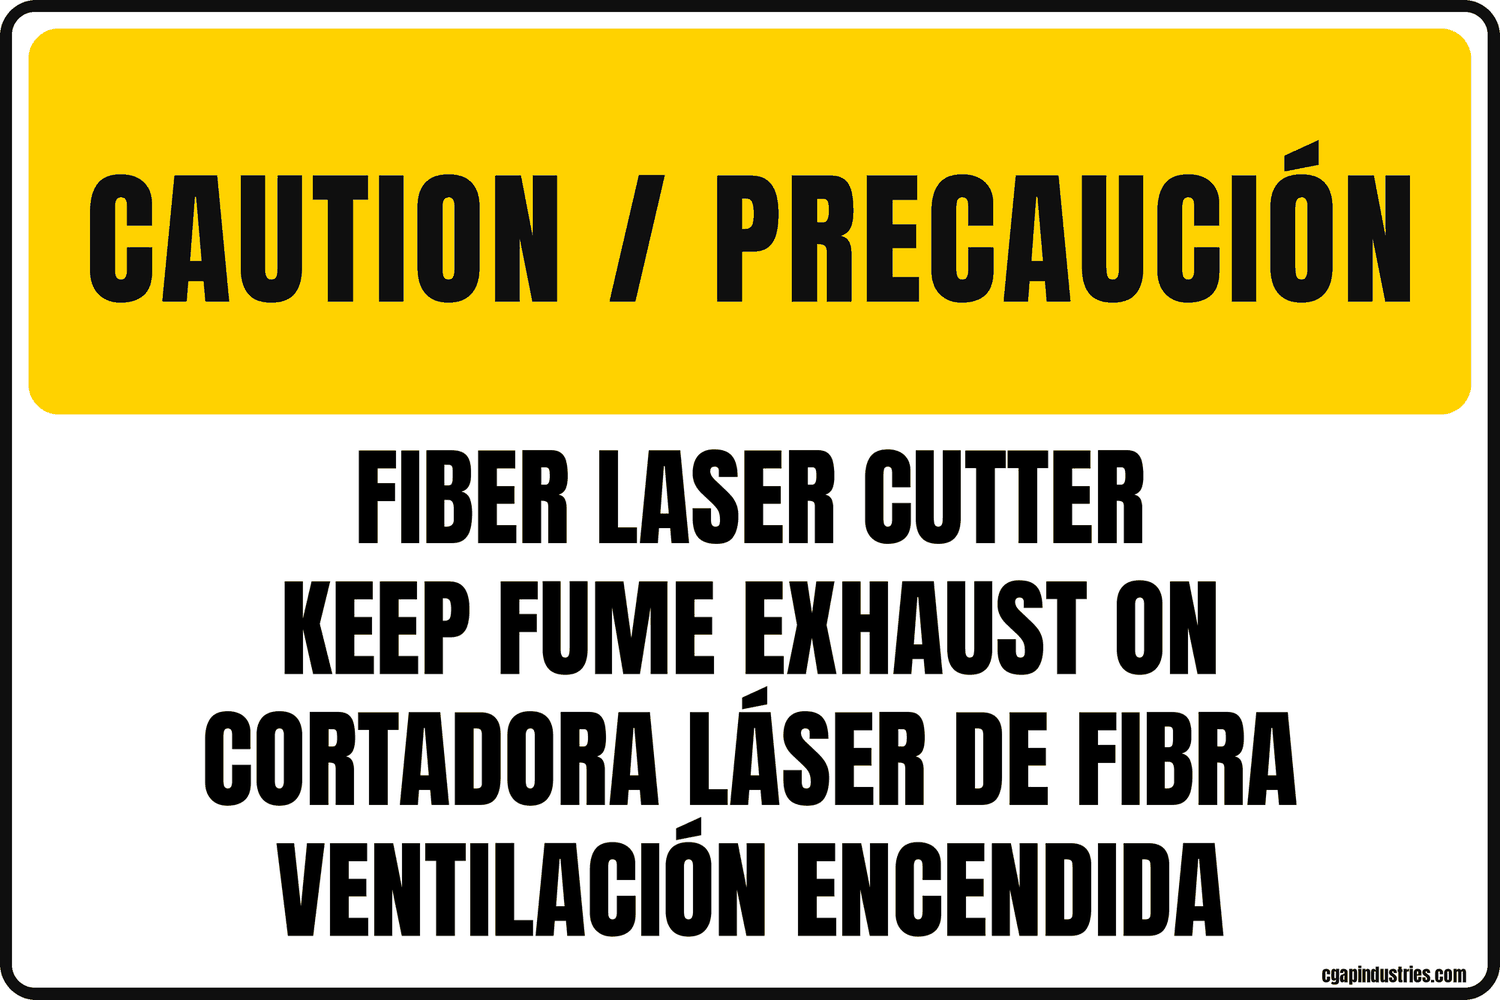 CAUTION / PRECAUCIÓN
FIBER LASER CUTTER
KEEP FUME EXHAUST ON
CORTADORA LÁSER DE FIBRA
VENTILACIÓN ENCENDIDA
cgapindustries.com